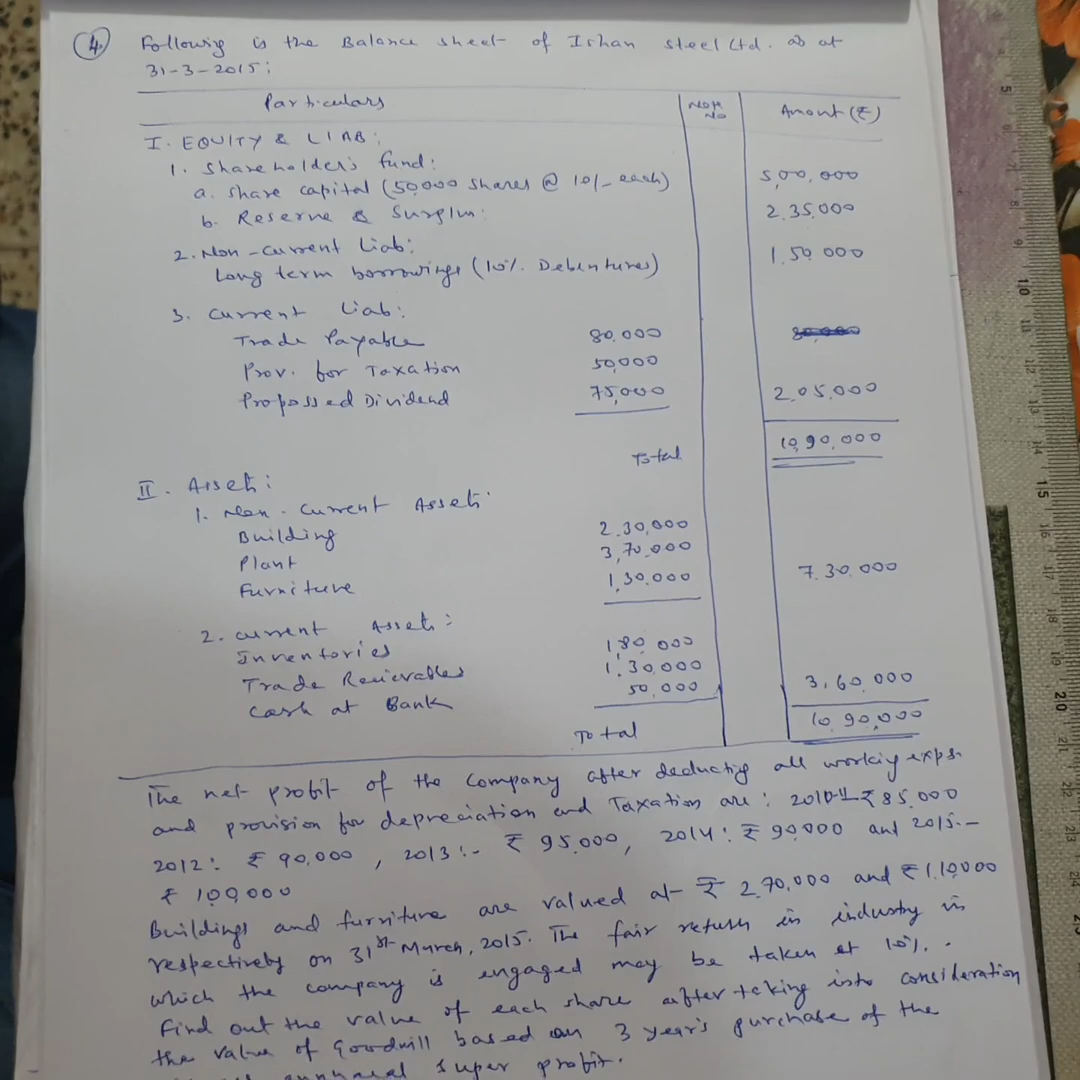 4. Following is the Balance sheet of Ishan steel Ltd. as at
31-3-2015:
Particulars Note No Amount (₹)
I. EQUITY & LIAB:
1. Shareholder's fund:
a. Share capital (50,000 shares @ 10/- each) 5,00,000
b. Reserve & Surplus: 2,35,000
2. Non-current Liab:
Long term borrowings (10% Debentures) 1,50,000
3. Current Liab:
Trade Payable 80,000
Prov. for Taxation 50,000
Propossed Dividend 75,000 2,05,000
Total 10,90,000
II. Assets:
1. Non-current Assets:
Building 2,30,000
Plant 3,70,000
Furniture 1,30,000 7,30,000
2. current Assets:
Inventories 1,80,000
Trade Recievables 1,30,000
Cash at Bank 50,000 3,60,000
Total 10,90,000
The net profit of the company after deducting all working exps.
and provision for depreciation and Taxation are: ₹ 85,000
2012: ₹ 90,000, 2013:- ₹ 95,000, 2014: ₹ 90,000 and 2015:-
₹ 1,00,000
Buildings and furniture are valued at ₹ 2,70,000 and ₹ 1,10,000
respectively on 31st March, 2015. The fair return in industry in
which the company is engaged may be taken at 10%.
Find out the value of each share after taking into consideration
the value of Goodwill based on 3 year's purchase of the
super profit.